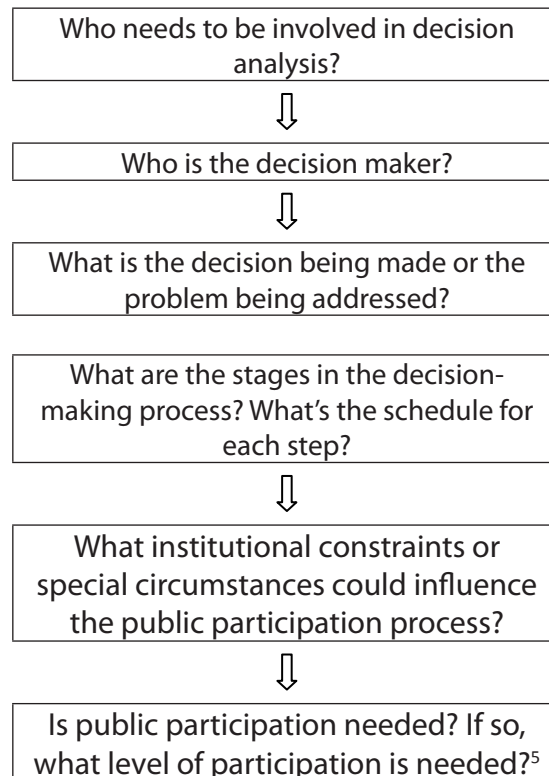 Who needs to be involved in decision
analysis?
Who is the decision maker?
What is the decision being made or the
problem being addressed?
What are the stages in the decision-
making process? What’s the schedule for
each step?
What institutional constraints or
special circumstances could influence
the public participation process?
Is public participation needed? If so,
what level of participation is needed?⁵